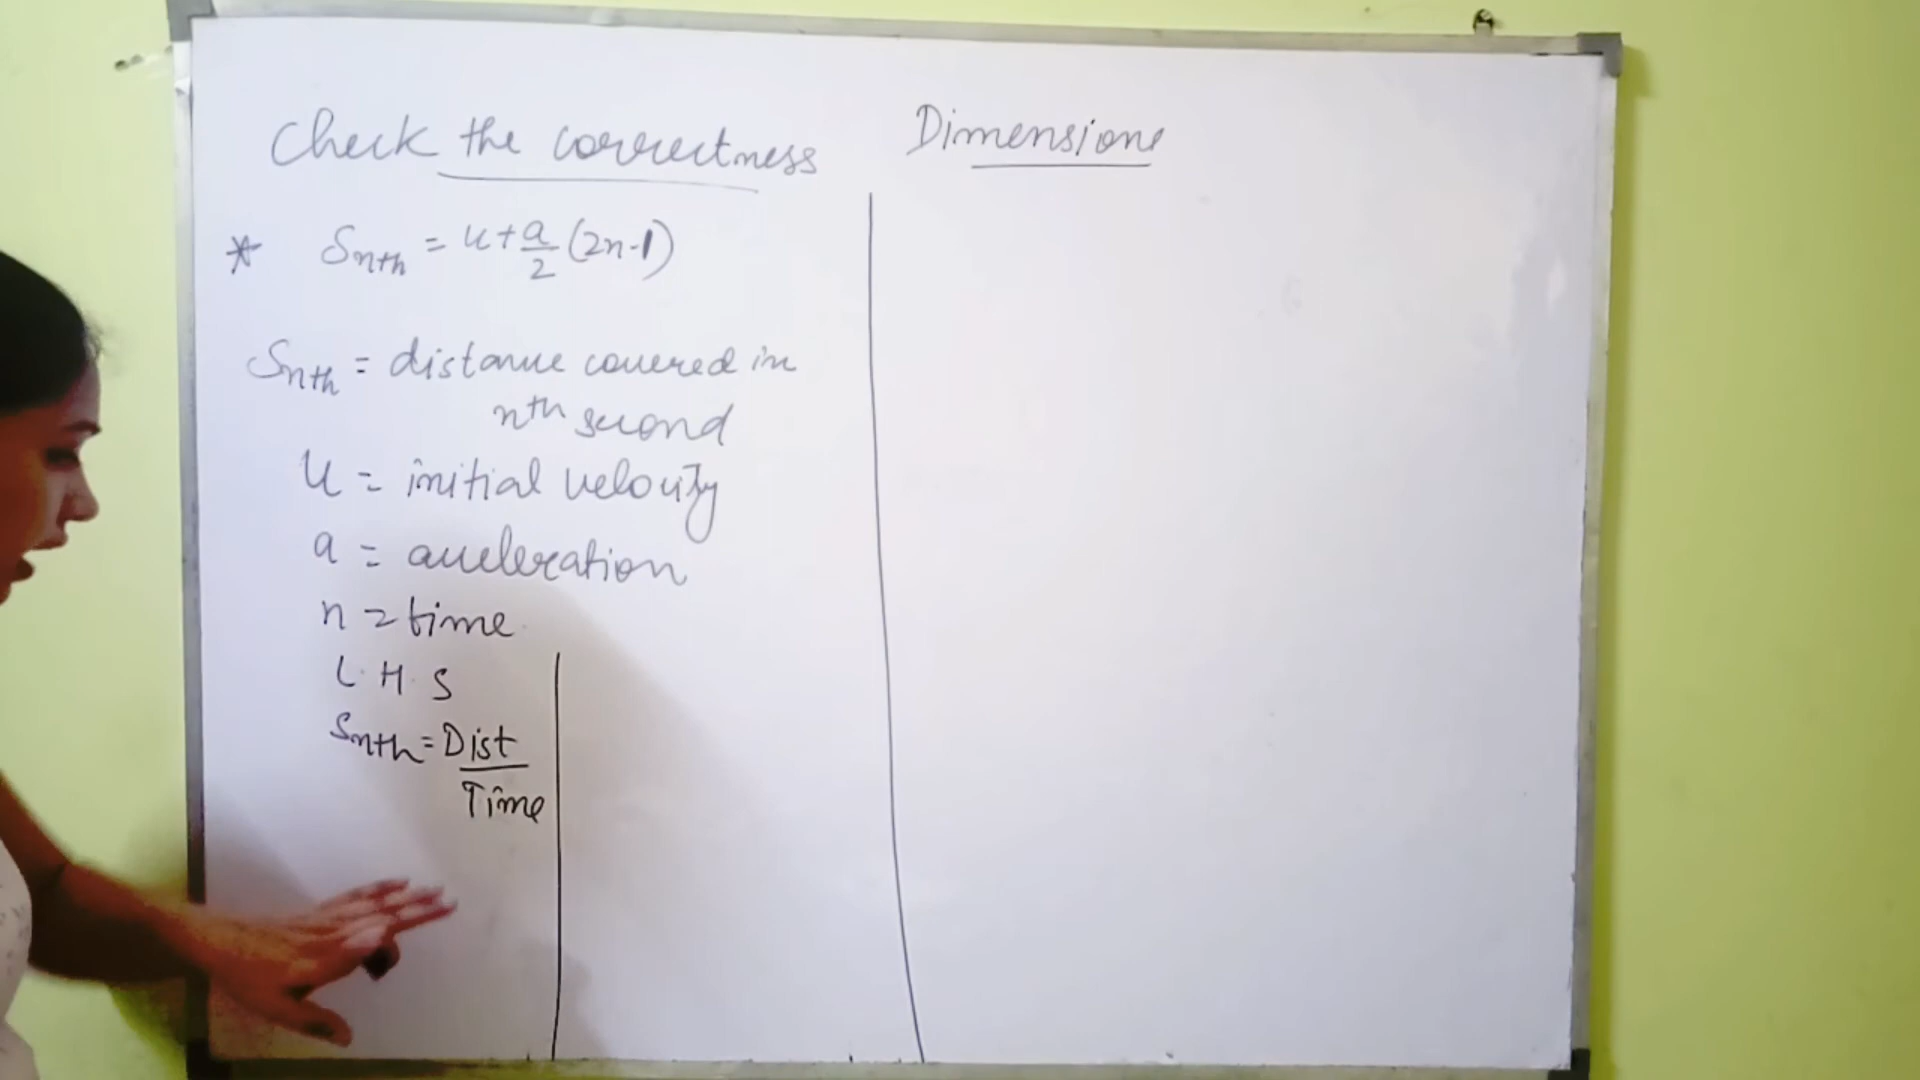 Check the correctness
* Snth = u + a/2 (2n-1)
Snth = distance covered in
nth second
u = initial velocity
a = acceleration
n = time
L.H.S
Snth = Dist
Time
Dimensions